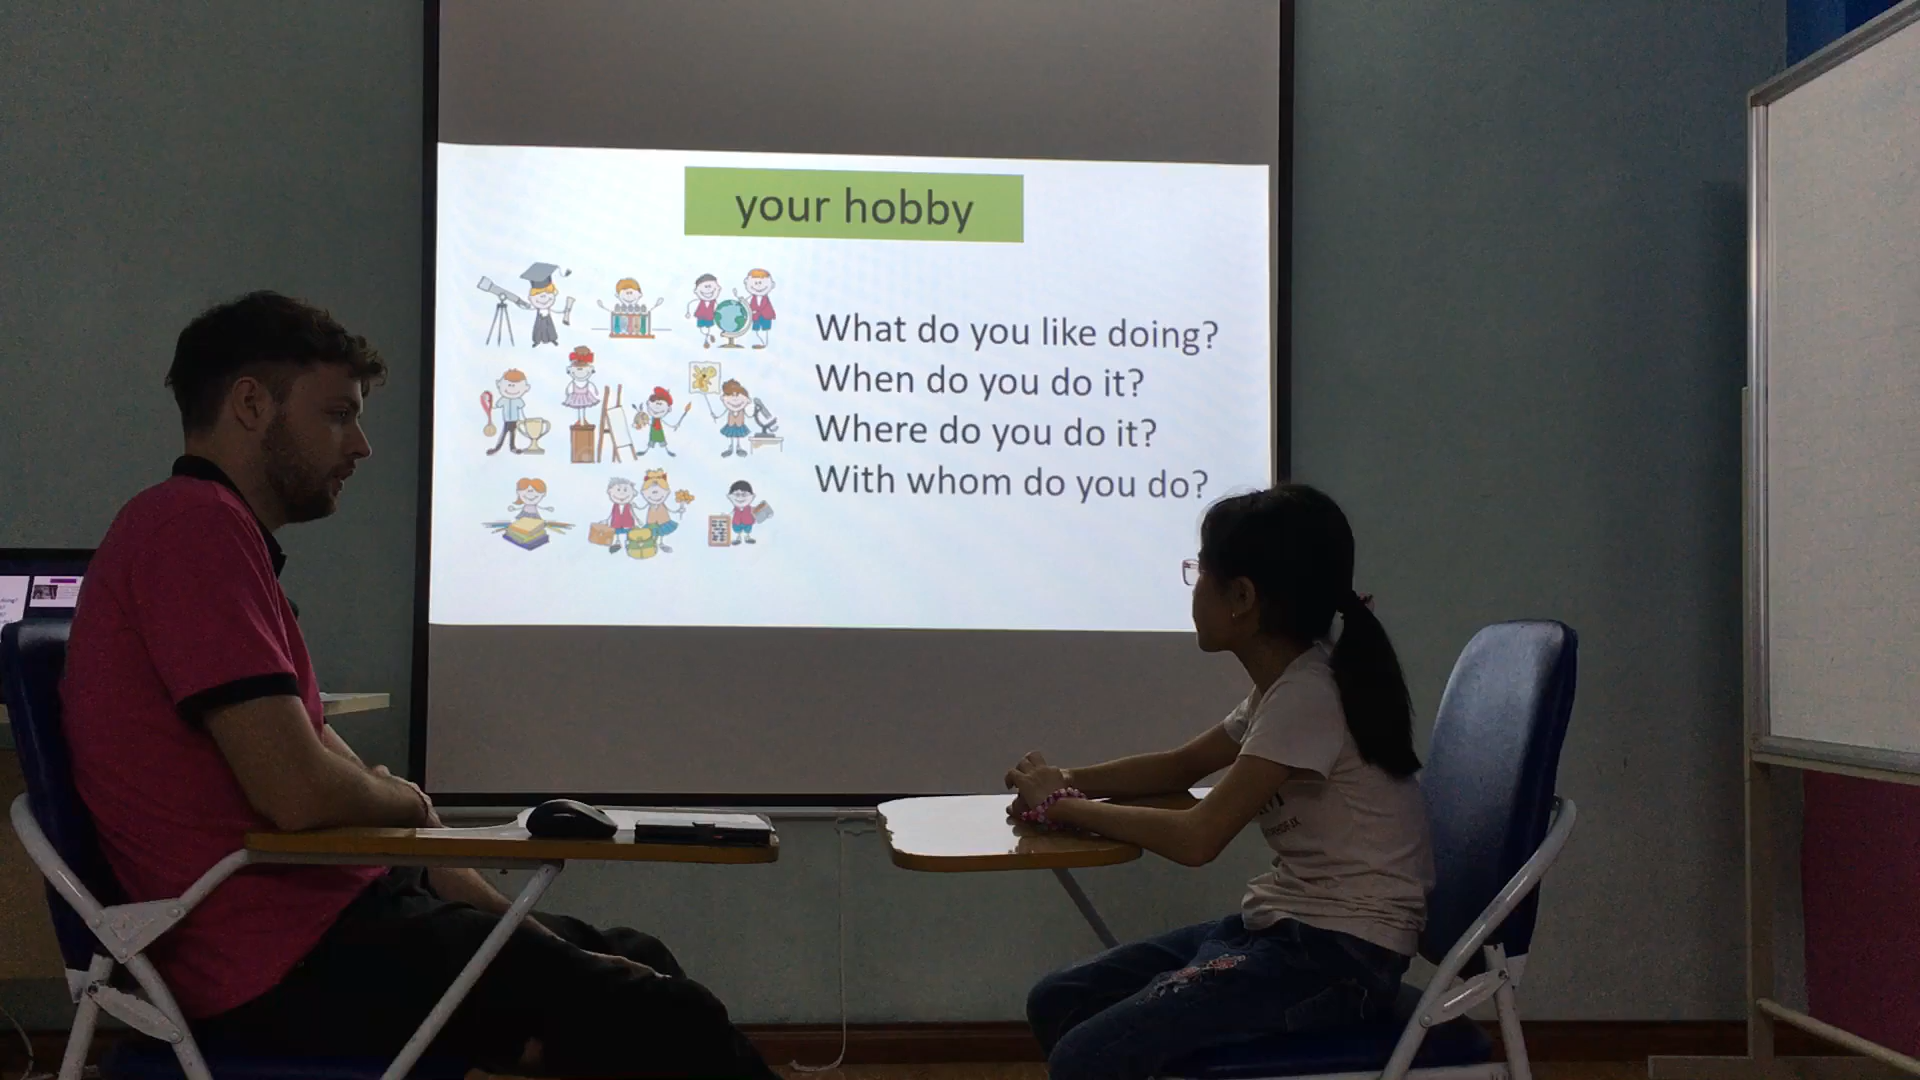 your hobby
What do you like doing?
When do you do it?
Where do you do it?
With whom do you do?